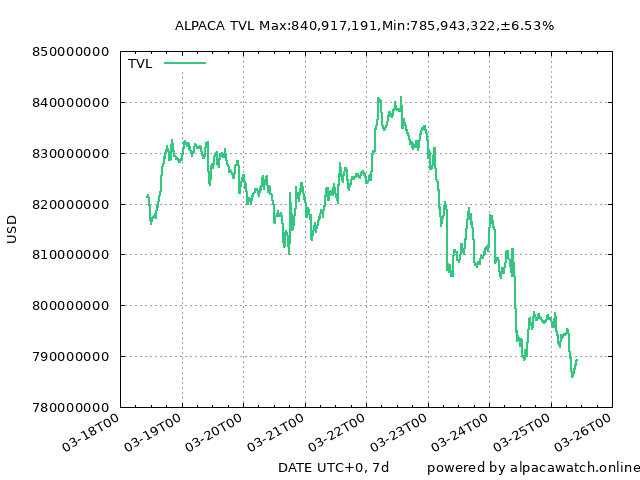 ALPACA TVL Max:840,917,191,Min:785,943,322,±6.53%
850000000
TVL
840000000
830000000
820000000
USD
810000000
800000000
790000000
780000000
03-18T00
03-19T00
03-20T00
03-21T00
03-22T00
03-23T00
03-24T00
03-25T00
03-26T00
DATE UTC+0, 7d
powered by alpacawatch.online